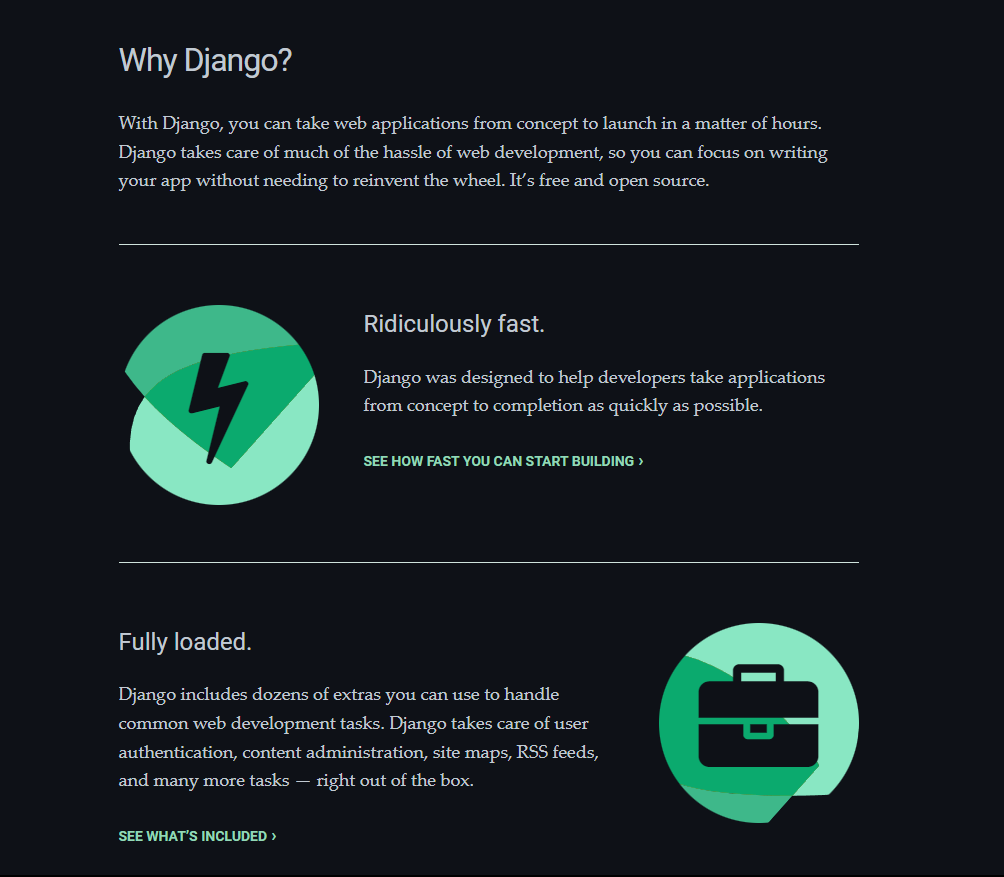 Why Django?
With Django, you can take web applications from concept to launch in a matter of hours.
Django takes care of much of the hassle of web development, so you can focus on writing
your app without needing to reinvent the wheel. It’s free and open source.
Ridiculously fast.
Django was designed to help developers take applications
from concept to completion as quickly as possible.
SEE HOW FAST YOU CAN START BUILDING ›
Fully loaded.
Django includes dozens of extras you can use to handle
common web development tasks. Django takes care of user
authentication, content administration, site maps, RSS feeds,
and many more tasks — right out of the box.
SEE WHAT’S INCLUDED ›